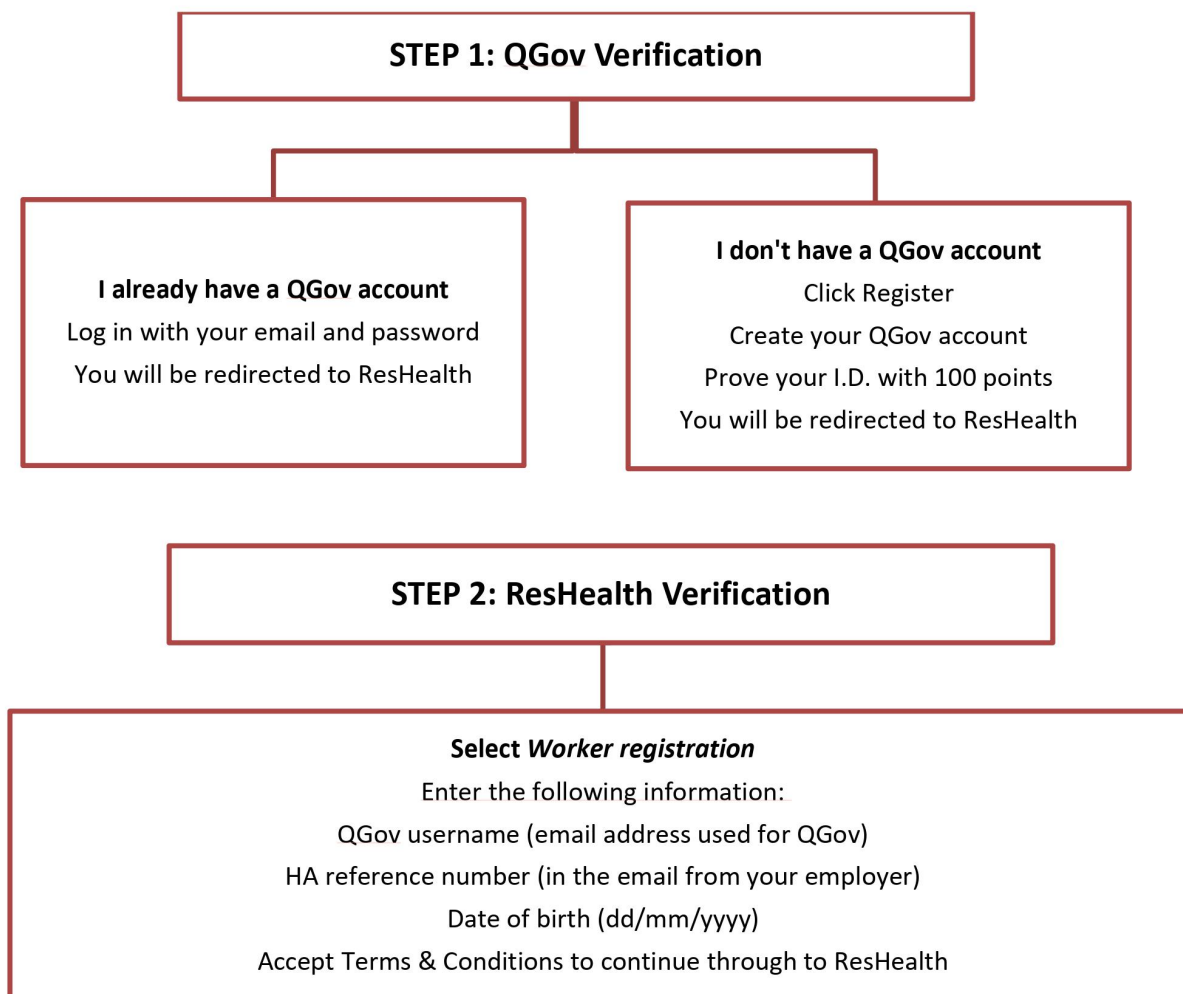 STEP 1: QGov Verification
I already have a QGov account
Log in with your email and password
You will be redirected to ResHealth
I don't have a QGov account
Click Register
Create your QGov account
Prove your I.D. with 100 points
You will be redirected to ResHealth
STEP 2: ResHealth Verification
Select Worker registration
Enter the following information:
QGov username (email address used for QGov)
HA reference number (in the email from your employer)
Date of birth (dd/mm/yyyy)
Accept Terms & Conditions to continue through to ResHealth